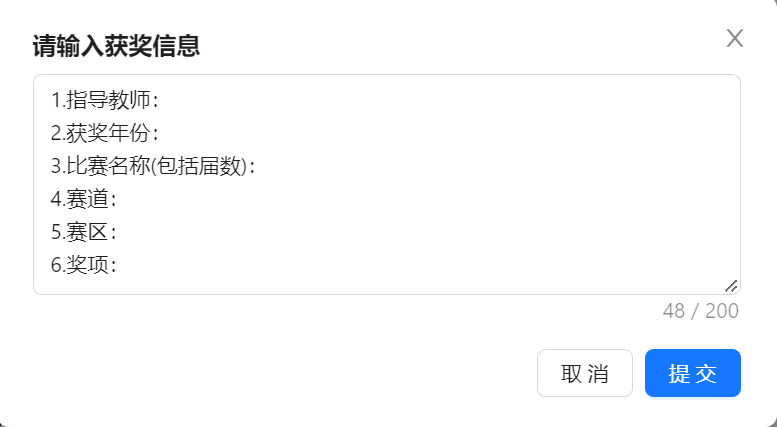 请输入获奖信息
1.指导教师：
2.获奖年份：
3.比赛名称(包括届数)：
4.赛道：
5.赛区：
6.奖项：
48 / 200
取 消
提 交